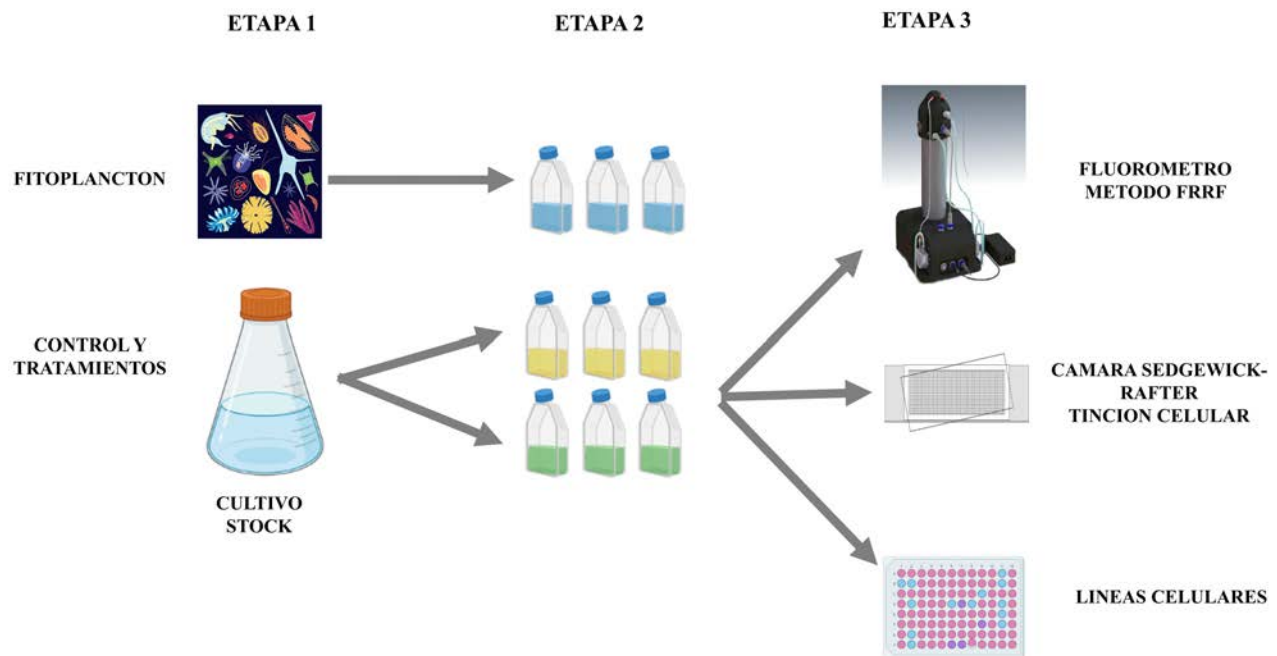 ETAPA 1
ETAPA 2
ETAPA 3
FITOPLANCTON
FLUOROMETRO
METODO FRRF
CONTROL Y
TRATAMIENTOS
CAMARA SEDGEWICK-
RAFTER
TINCION CELULAR
CULTIVO
STOCK
LINEAS CELULARES